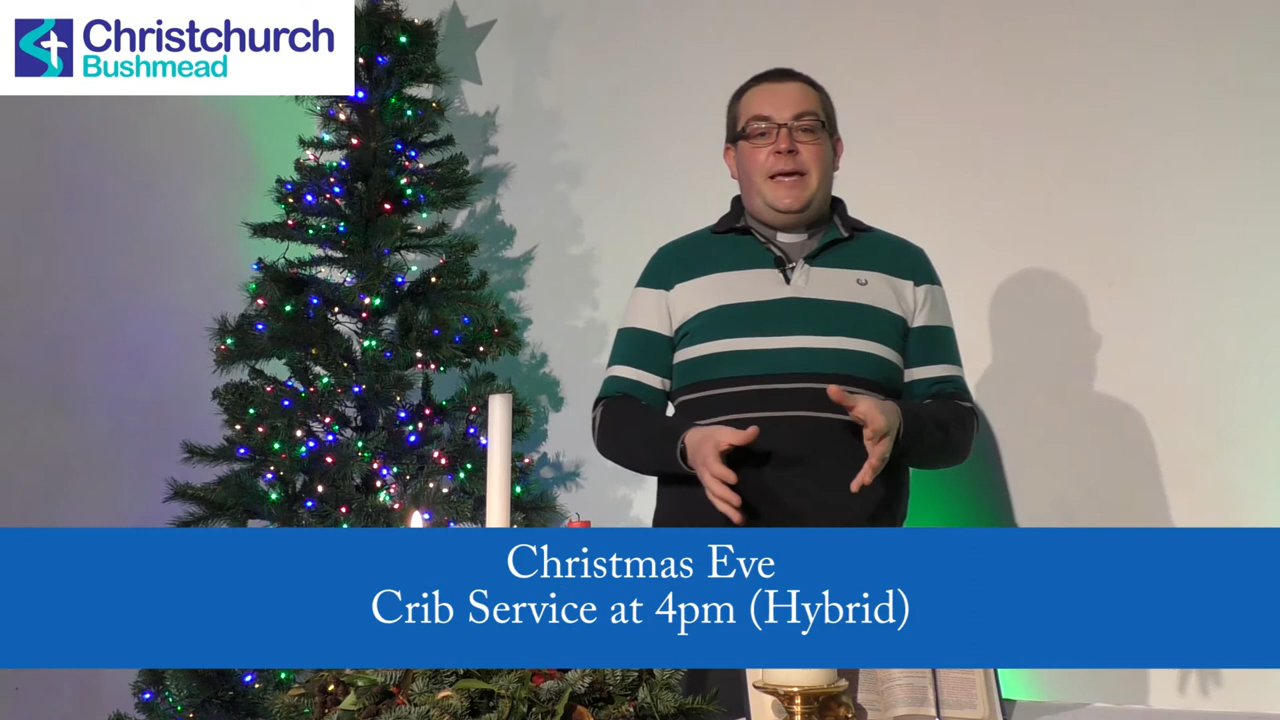 Christchurch
Bushmead
Christmas Eve
Crib Service at 4pm (Hybrid)